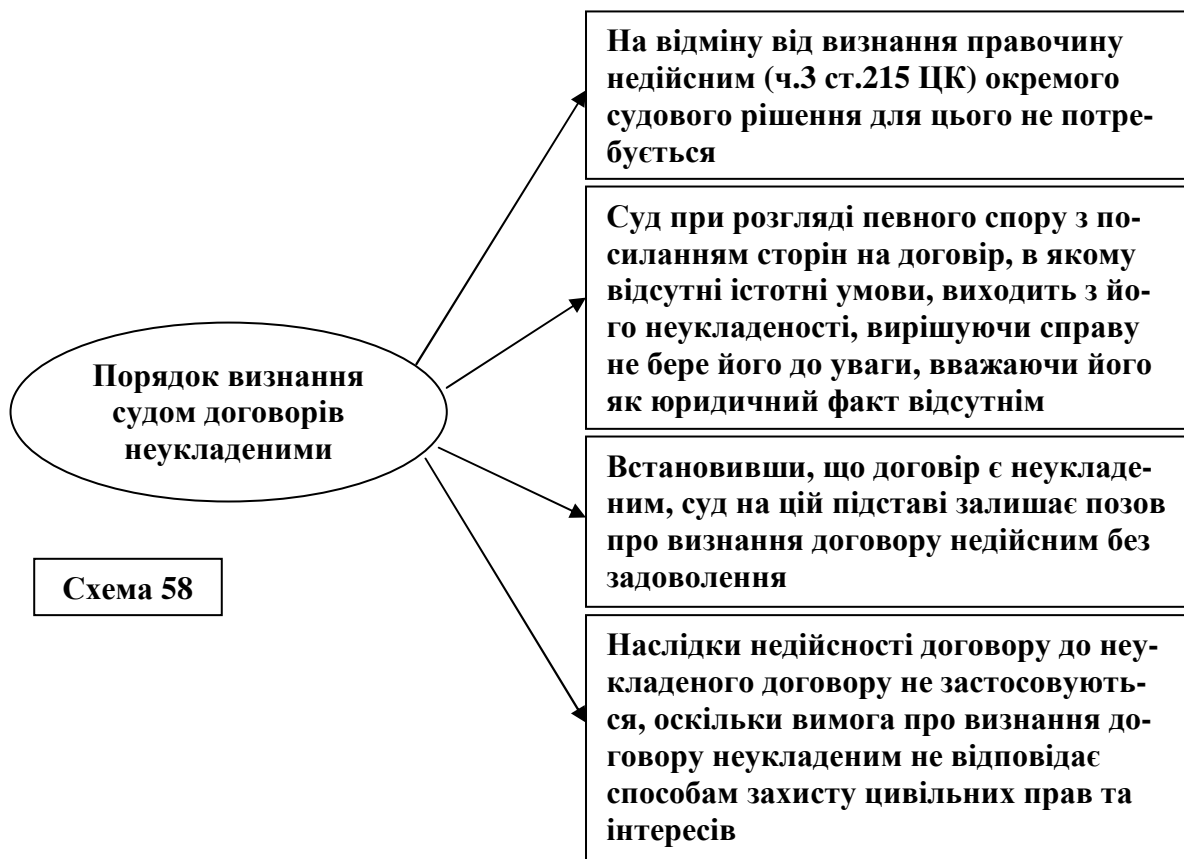 На відміну від визнання правочину
недійсним (ч.3 ст.215 ЦК) окремого
судового рішення для цього не потре-
бується
Суд при розгляді певного спору з по-
силанням сторін на договір, в якому
відсутні істотні умови, виходить з йо-
го неукладеності, вирішуючи справу
не бере його до уваги, вважаючи його
як юридичний факт відсутнім
Порядок визнання
судом договорів
неукладеними
Встановивши, що договір є неукладе-
ним, суд на цій підставі залишає позов
про визнання договору недійсним без
задоволення
Схема 58
Наслідки недійсності договору до неу-
кладеного договору не застосовують-
ся, оскільки вимога про визнання до-
говору неукладеним не відповідає
способам захисту цивільних прав та
інтересів